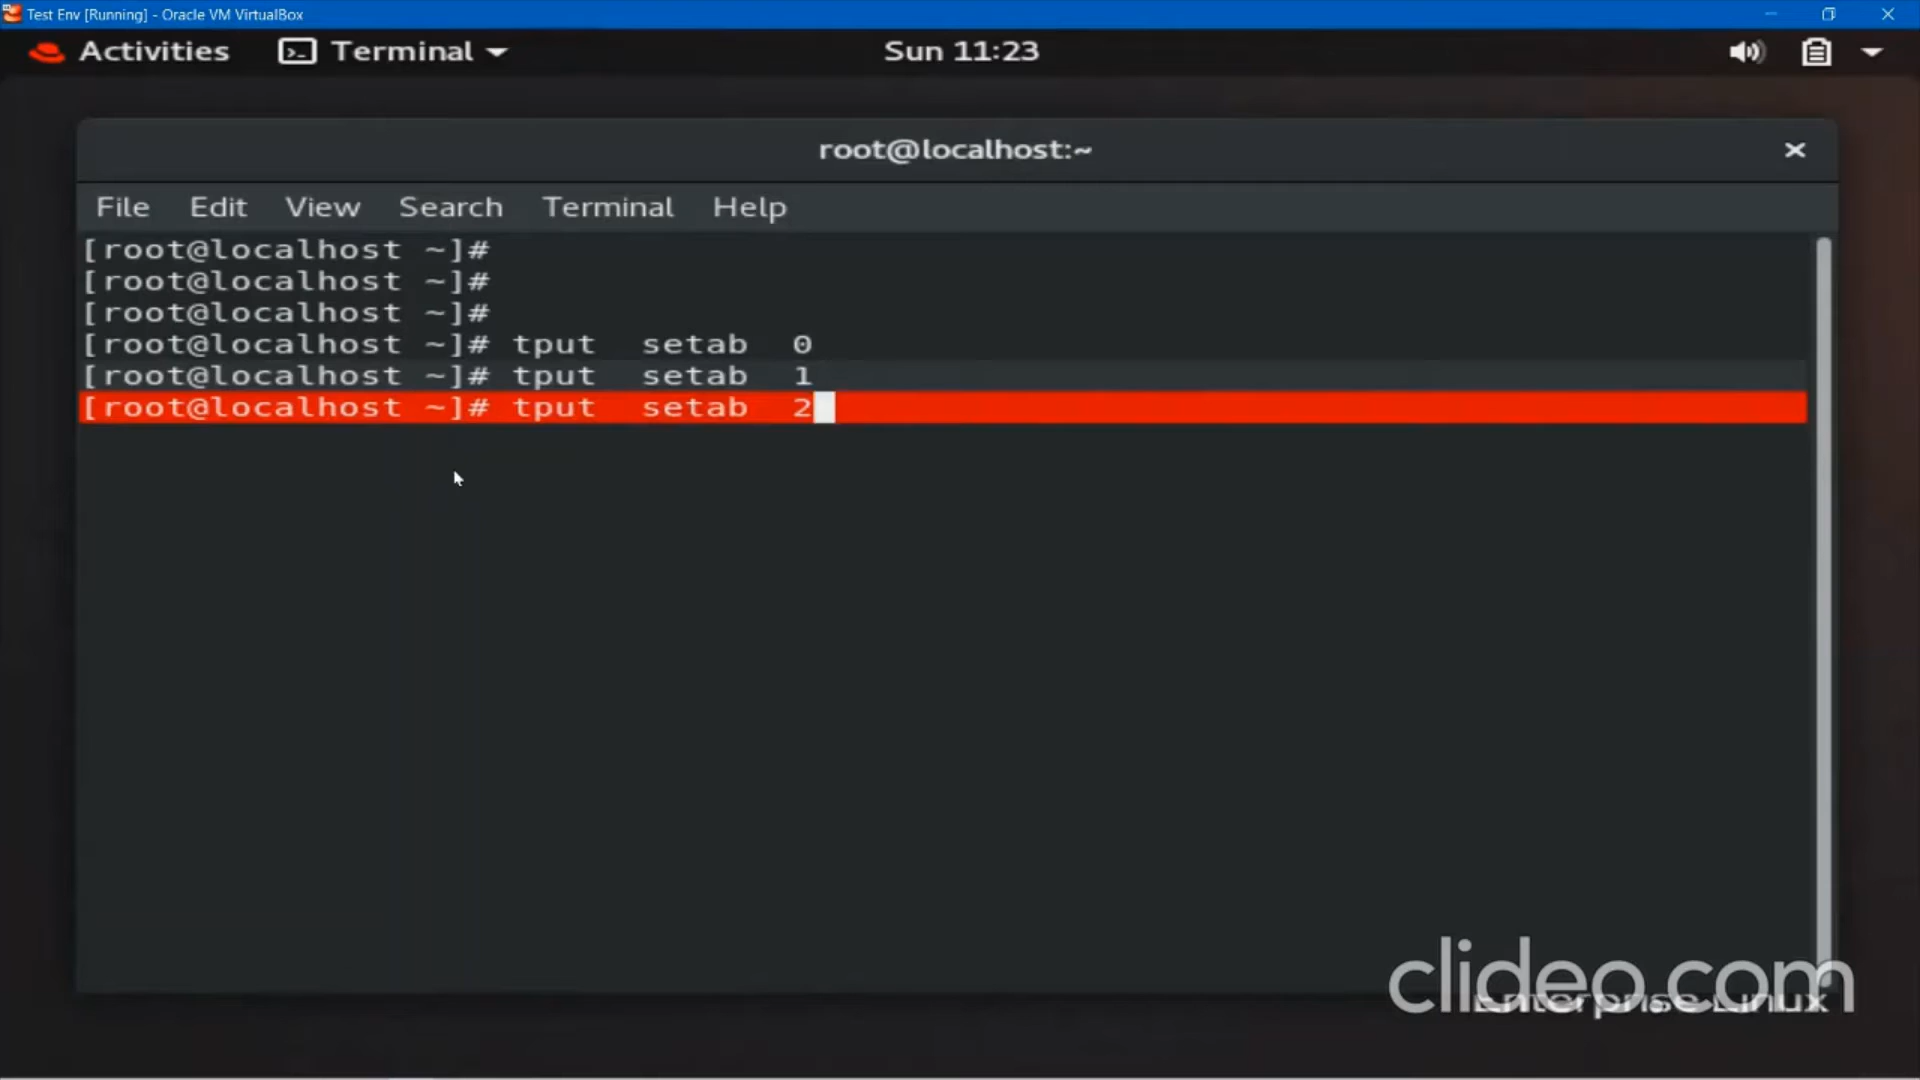 Test Env [Running] - Oracle VM VirtualBox
Activities Terminal Sun 11:23
root@localhost:~
File Edit View Search Terminal Help
[root@localhost ~]#
[root@localhost ~]#
[root@localhost ~]#
[root@localhost ~]# tput setab 0
[root@localhost ~]# tput setab 1
[root@localhost ~]# tput setab 2
clideo.com
Enterprise Linux